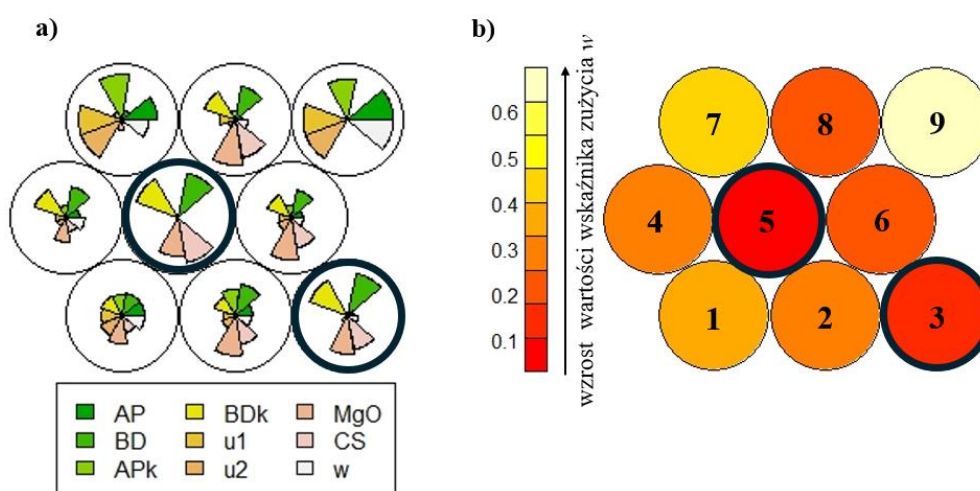 a)
AP
BD
APk
BDk
u1
u2
MgO
CS
w
b)
0.6
0.5
0.4
0.3
0.2
0.1
wzrost wartości wskaźnika zużycia w
7 8 9
4 5 6
1 2 3